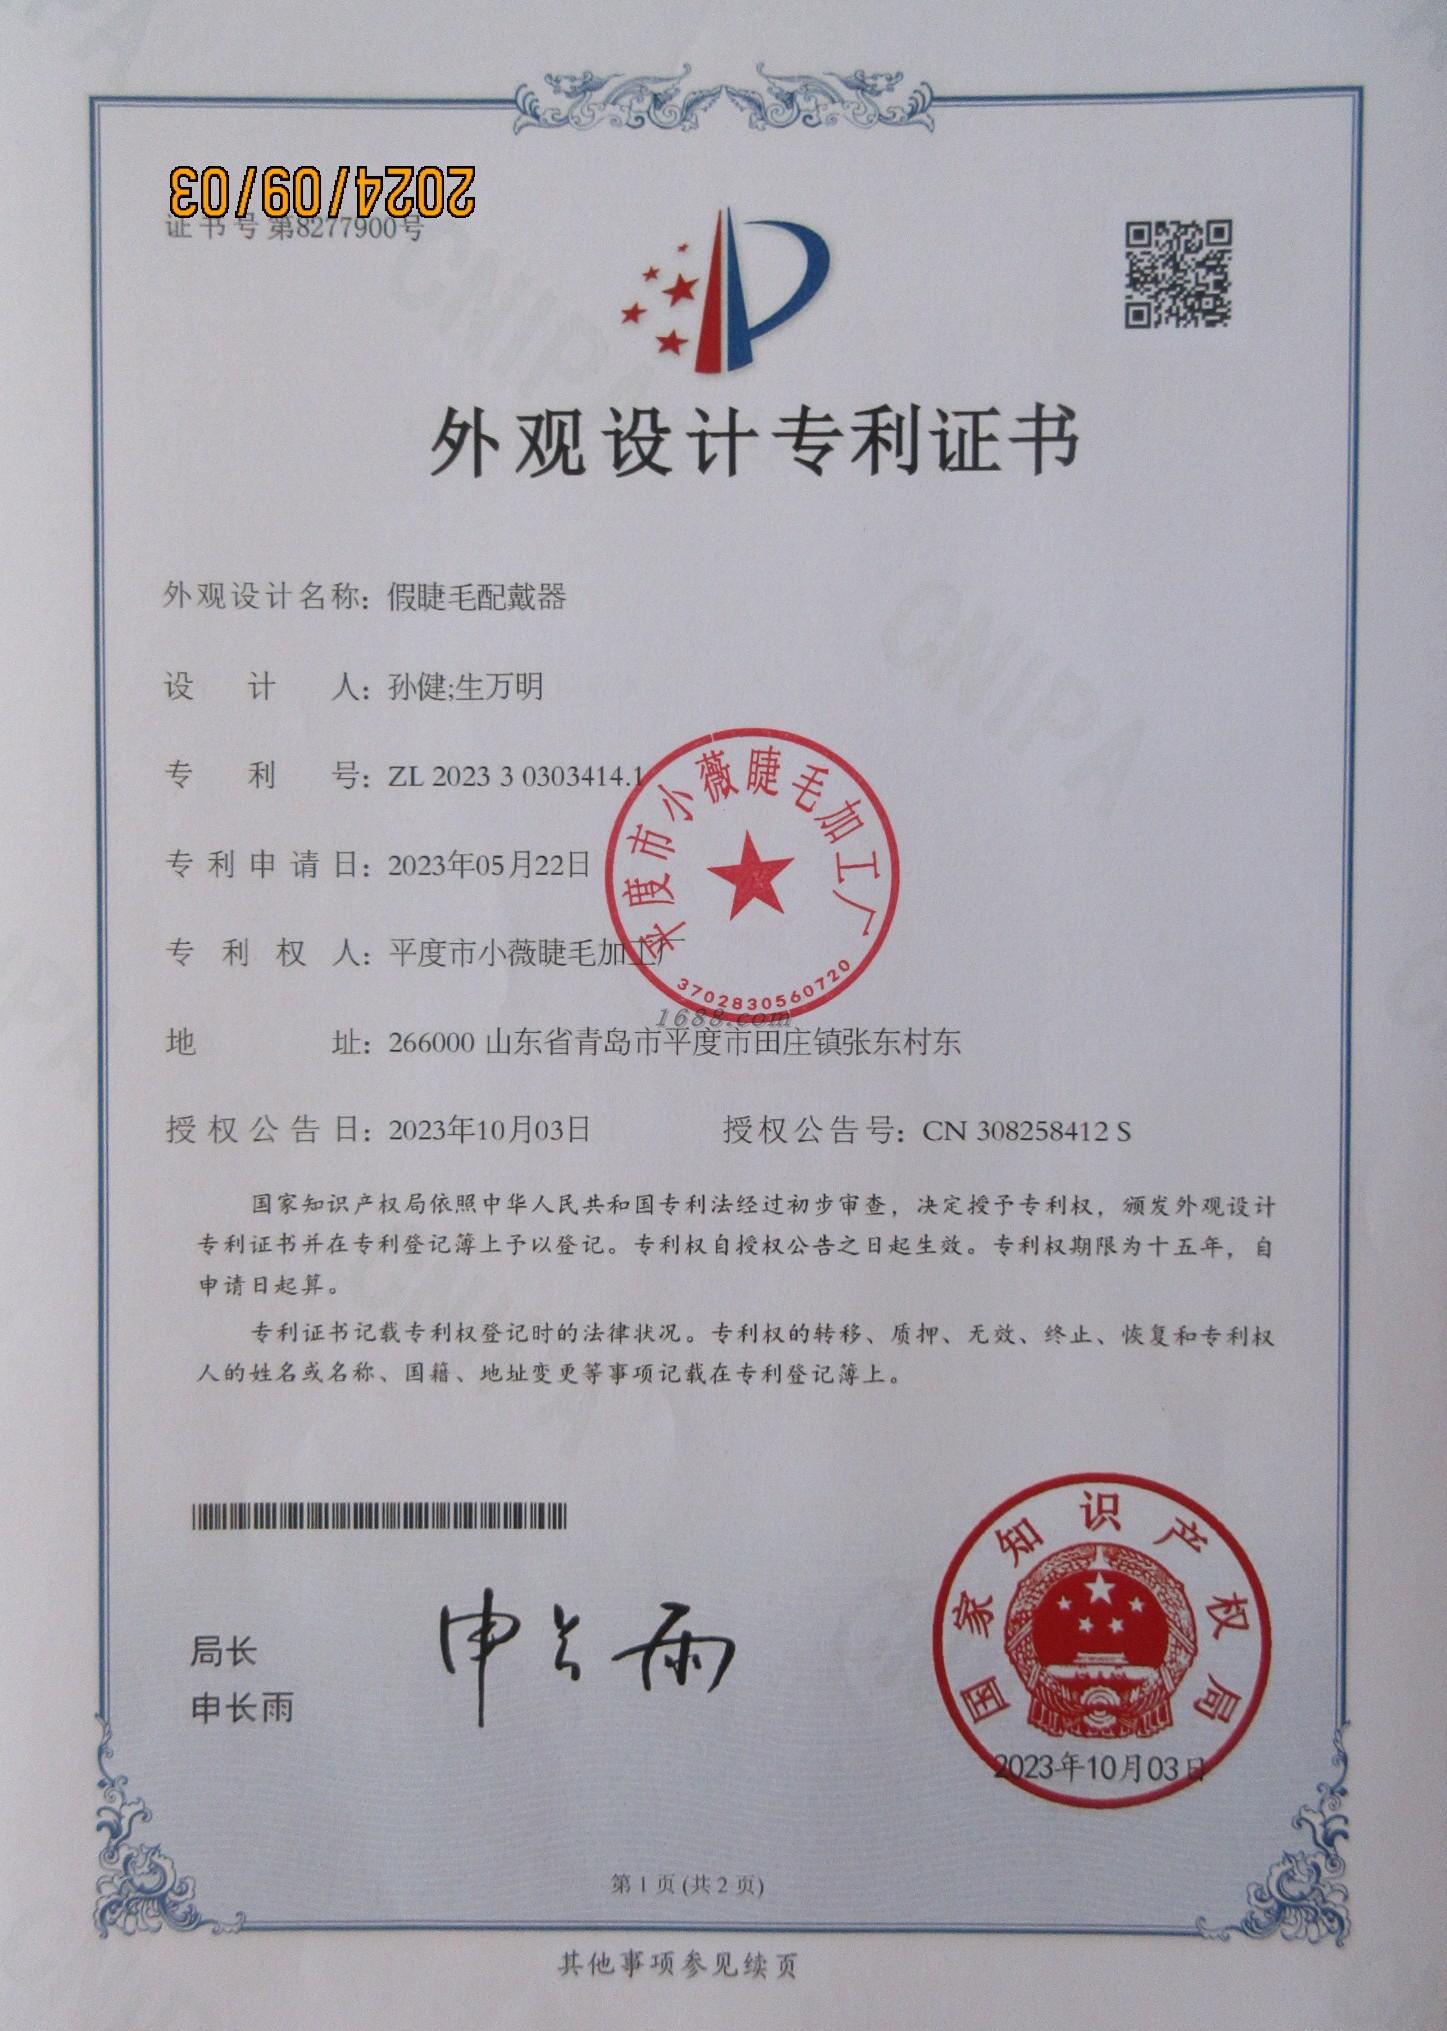 2024/09/03
证书号第8277900号
外观设计专利证书
外观设计名称：假睫毛配戴器
设计人：孙健;生万明
专利号：ZL 2023 3 0303414.1
专利申请日：2023年05月22日
专利权人：平度市小薇睫毛加工厂
平度市小薇睫毛加工厂
3702830560720
1688.com
地址：266000 山东省青岛市平度市田庄镇张东村东
授权公告日：2023年10月03日 授权公告号：CN 308258412 S
国家知识产权局依照中华人民共和国专利法经过初步审查，决定授予专利权，颁发外观设计
专利证书并在专利登记簿上予以登记。专利权自授权公告之日起生效。专利权期限为十五年，自
申请日起算。
专利证书记载专利权登记时的法律状况。专利权的转移、质押、无效、终止、恢复和专利权
人的姓名或名称、国籍、地址变更等事项记载在专利登记簿上。
局长
申长雨
申长雨
国家知识产权局
2023年10月03日
第 1 页 (共 2 页)
其他事项参见续页
CNIPA
CNIPA